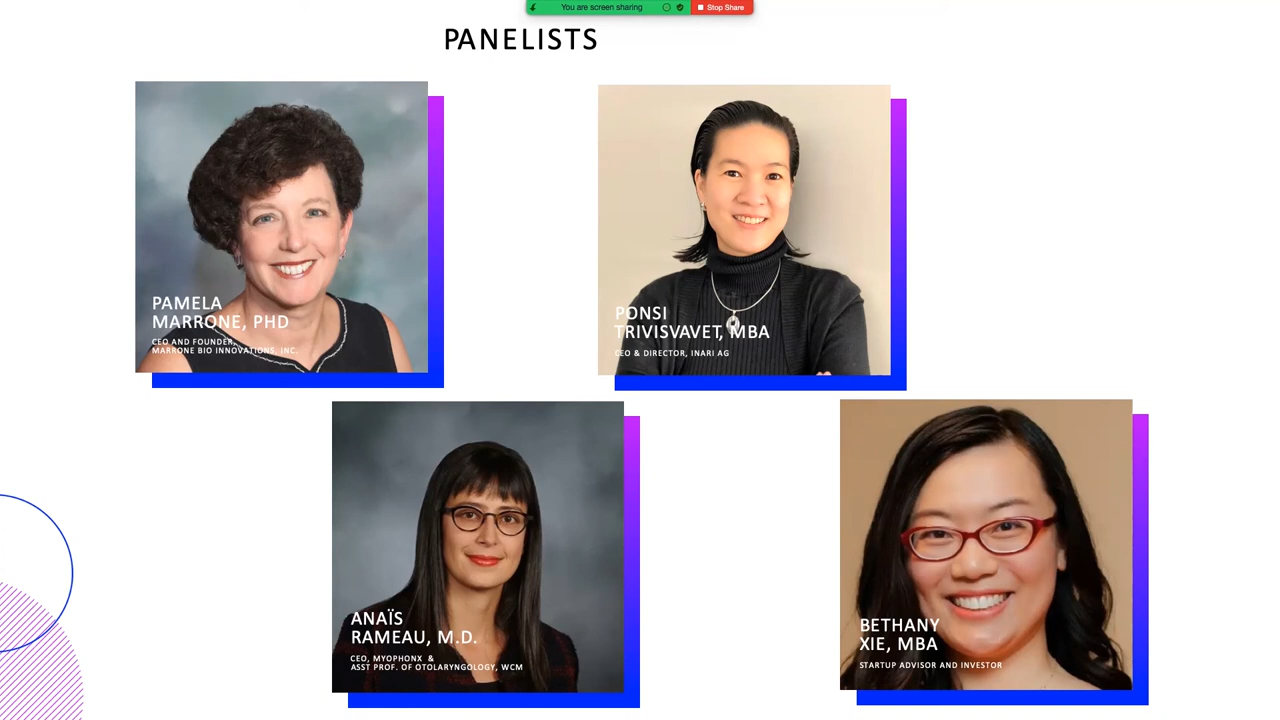 You are screen sharing
Stop Share
PANELISTS
PAMELA
MARRONE, PHD
CEO AND FOUNDER,
MARRONE BIO INNOVATIONS, INC.
PONSI
TRIVISVAVET, MBA
CEO & DIRECTOR, INARI AG
ANAÏS
RAMEAU, M.D.
CEO, MYOPHONX &
ASST PROF. OF OTOLARYNGOLOGY, WCM
BETHANY
XIE, MBA
STARTUP ADVISOR AND INVESTOR